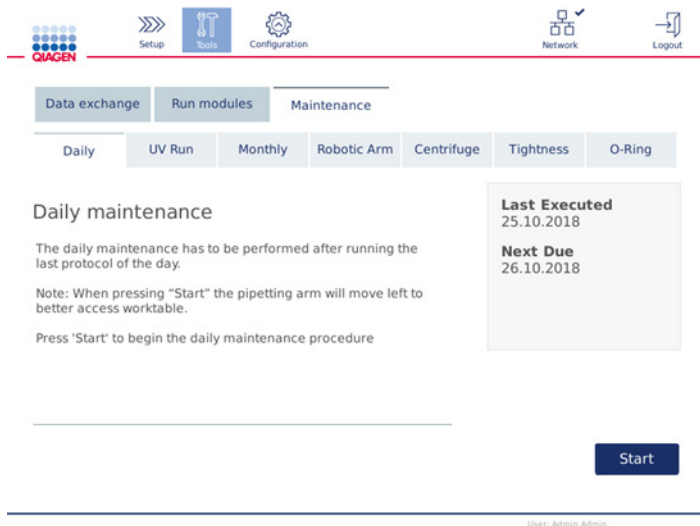 Setup
Tools
Configuration
Network
Logout
QIAGEN
Data exchange
Run modules
Maintenance
Daily
UV Run
Monthly
Robotic Arm
Centrifuge
Tightness
O-Ring
Daily maintenance
The daily maintenance has to be performed after running the
last protocol of the day.
Note: When pressing “Start” the pipetting arm will move left to
better access worktable.
Press 'Start' to begin the daily maintenance procedure
Last Executed
25.10.2018
Next Due
26.10.2018
Start
User: Admin Admin